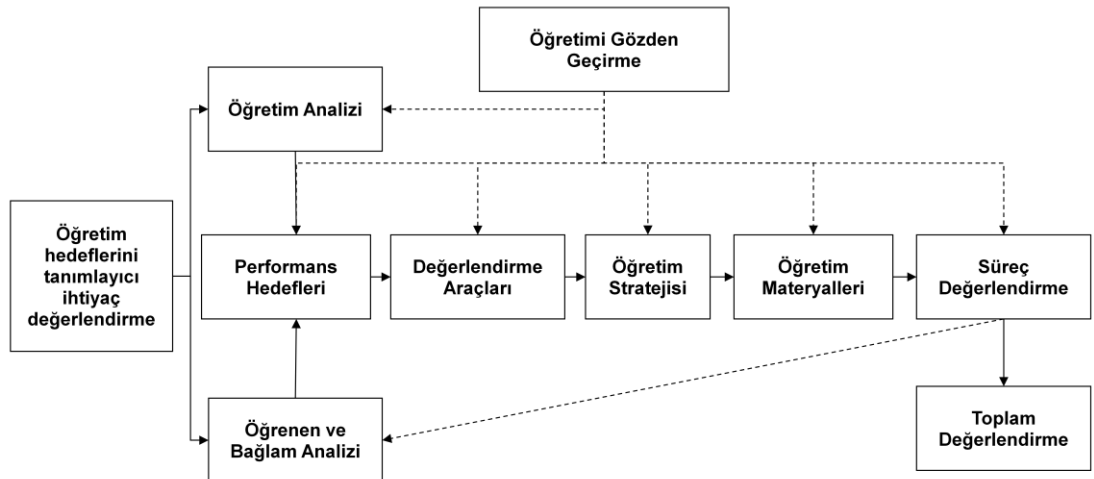 Öğretimi Gözden
Geçirme
Öğretim Analizi
Öğretim
hedeflerini
tanımlayıcı
ihtiyaç
değerlendirme
Performans
Hedefleri
Değerlendirme
Araçları
Öğretim
Stratejisi
Öğretim
Materyalleri
Süreç
Değerlendirme
Öğrenen ve
Bağlam Analizi
Toplam
Değerlendirme